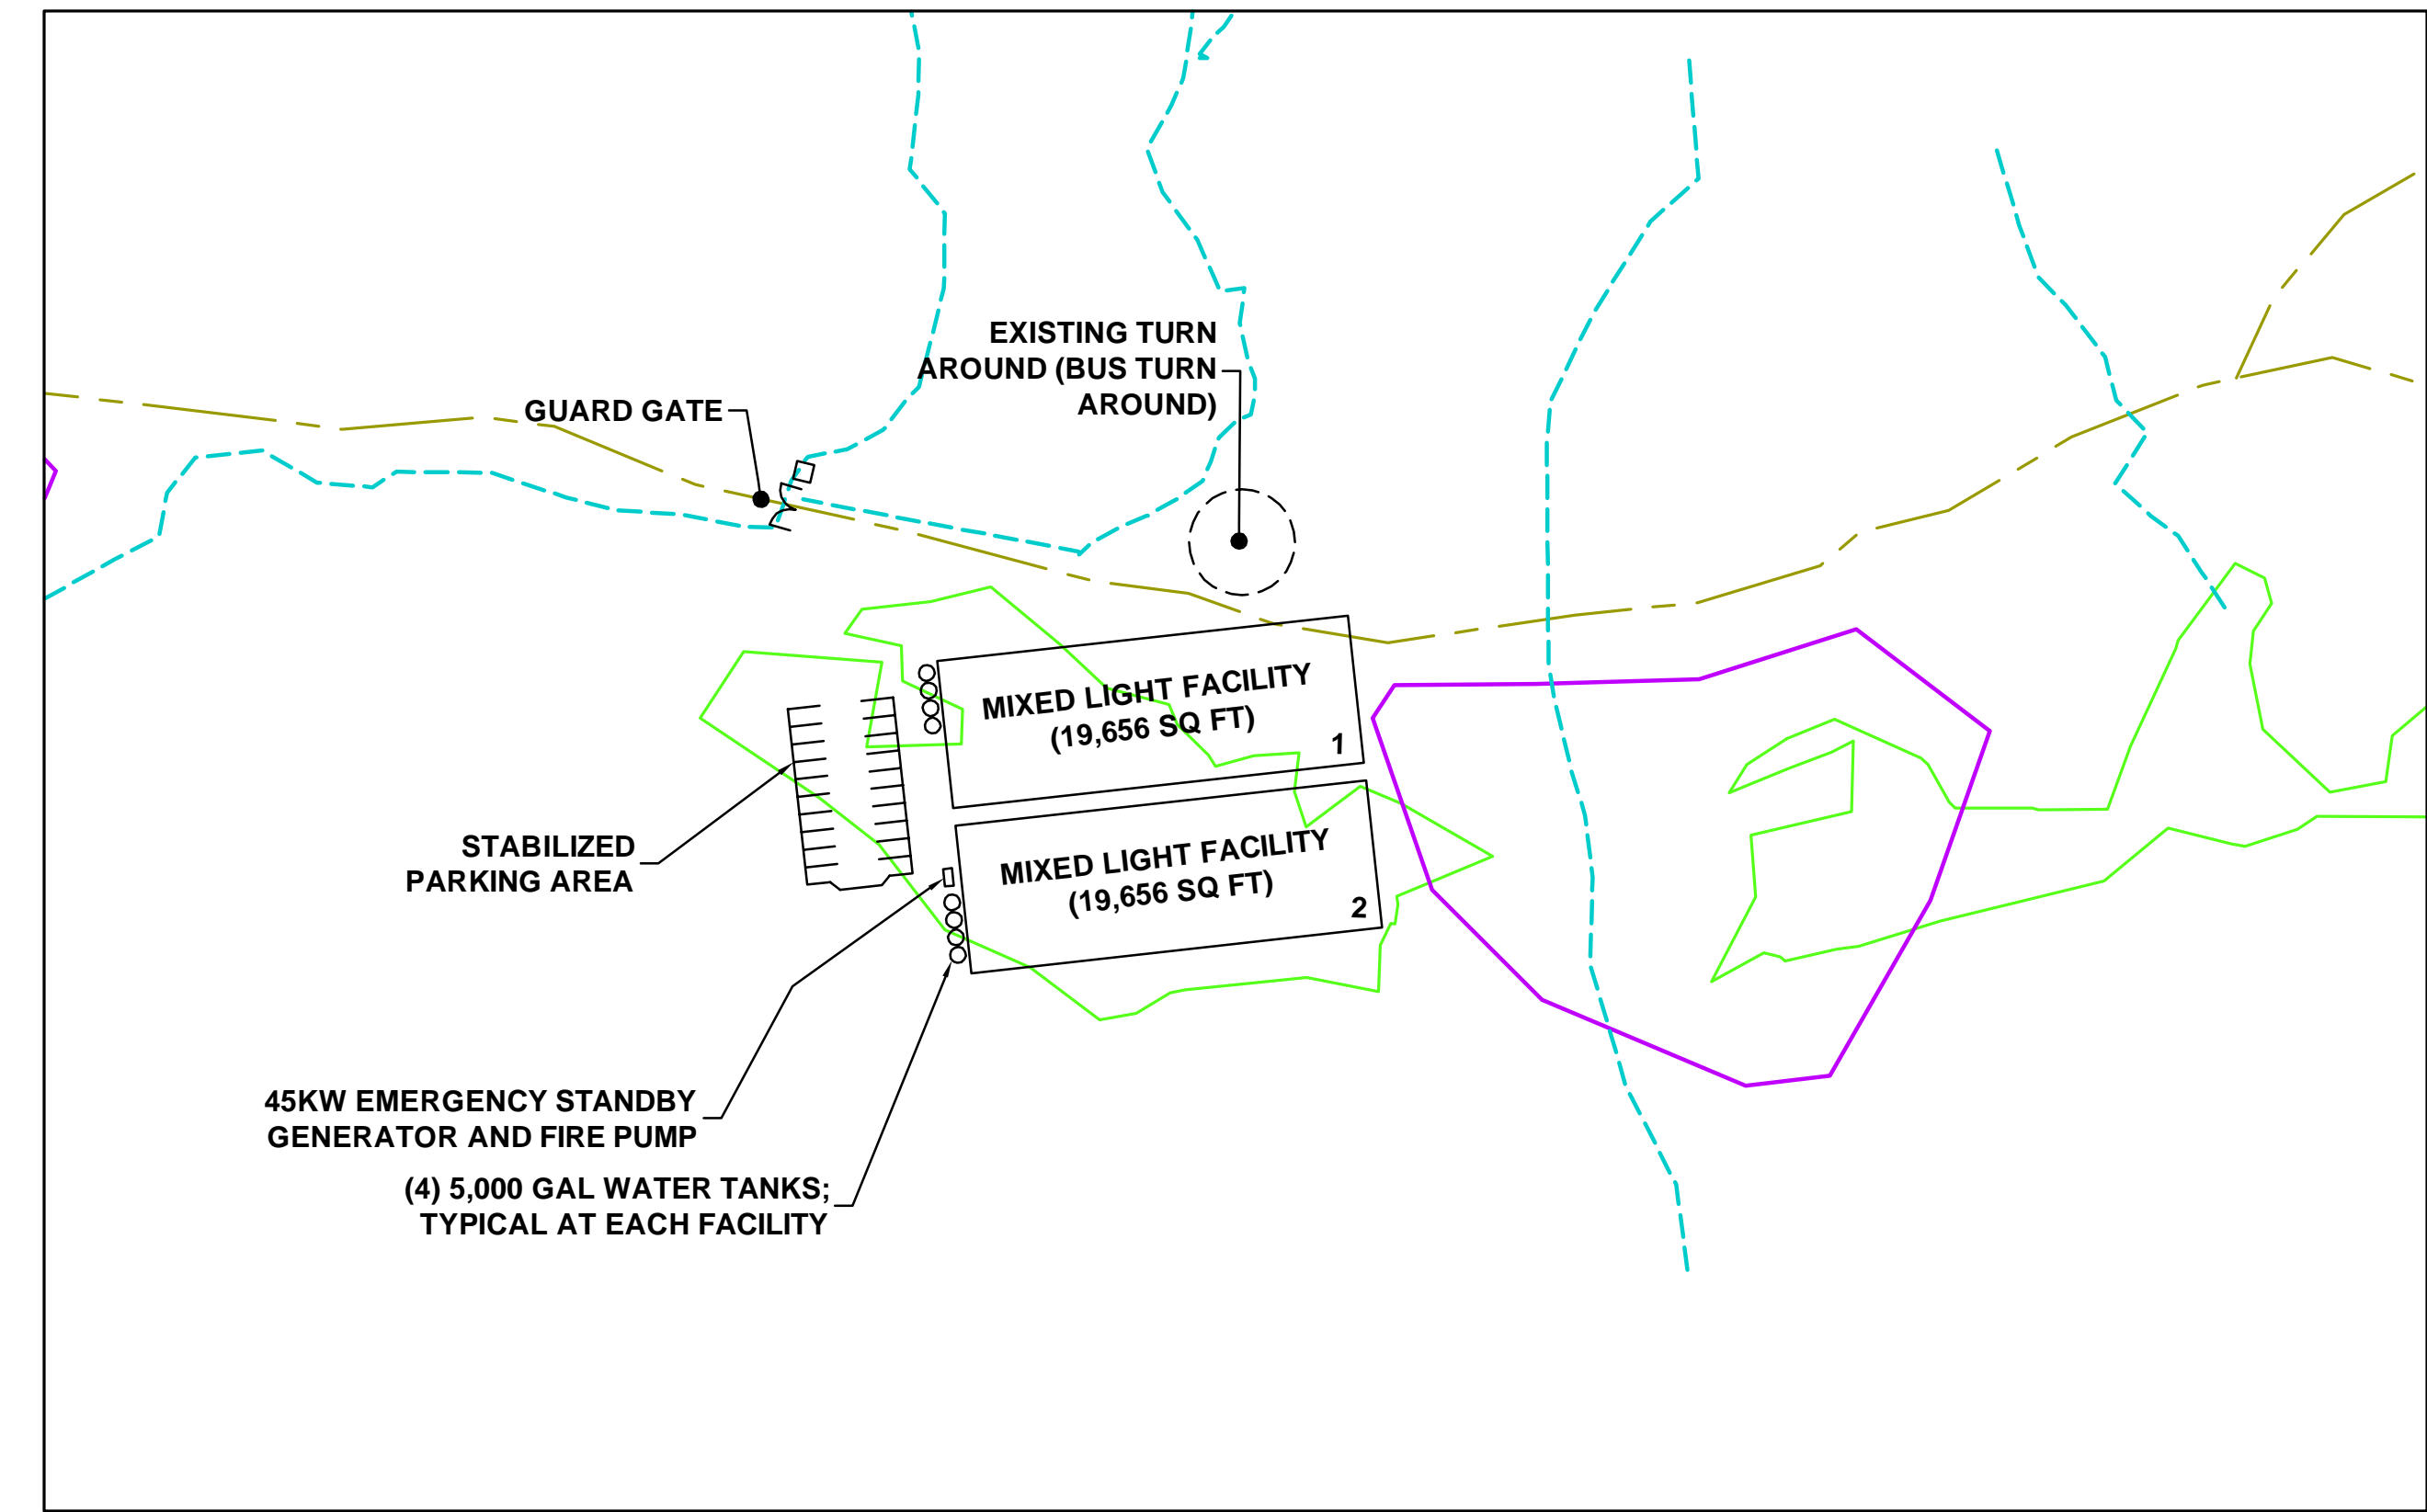 EXISTING TURN
AROUND (BUS TURN
AROUND)
GUARD GATE
MIXED LIGHT FACILITY
(19,656 SQ FT)
1
MIXED LIGHT FACILITY
(19,656 SQ FT)
2
STABILIZED
PARKING AREA
45KW EMERGENCY STANDBY
GENERATOR AND FIRE PUMP
(4) 5,000 GAL WATER TANKS;
TYPICAL AT EACH FACILITY